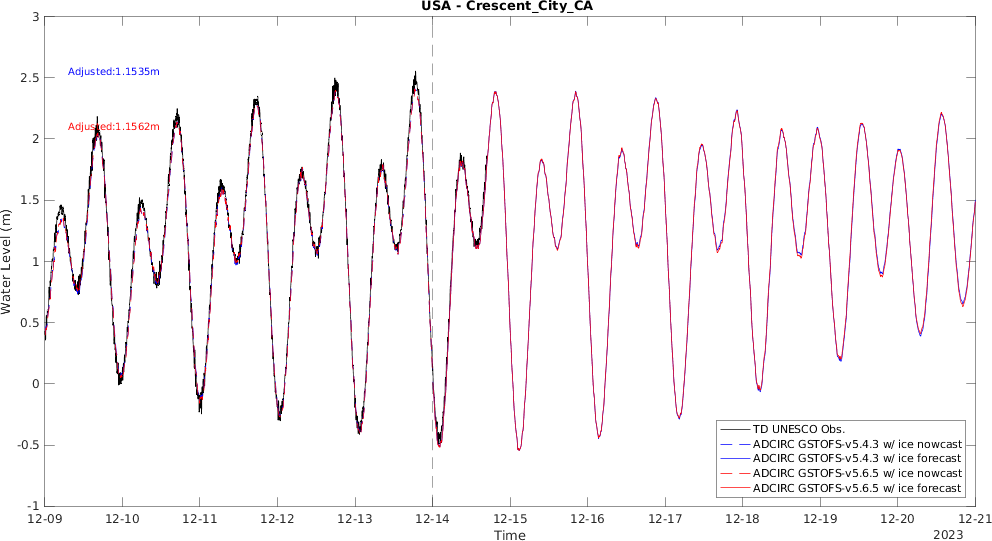 USA - Crescent_City_CA
3
2.5
2
1.5
1
0.5
0
-0.5
-1
Water Level (m)
Adjusted:1.1535m
Adjusted:1.1562m
TD UNESCO Obs.
ADCIRC GSTOFS-v5.4.3 w/ ice nowcast
ADCIRC GSTOFS-v5.4.3 w/ ice forecast
ADCIRC GSTOFS-v5.6.5 w/ ice nowcast
ADCIRC GSTOFS-v5.6.5 w/ ice forecast
12-09 12-10 12-11 12-12 12-13 12-14 12-15 12-16 12-17 12-18 12-19 12-20 12-21
Time
2023